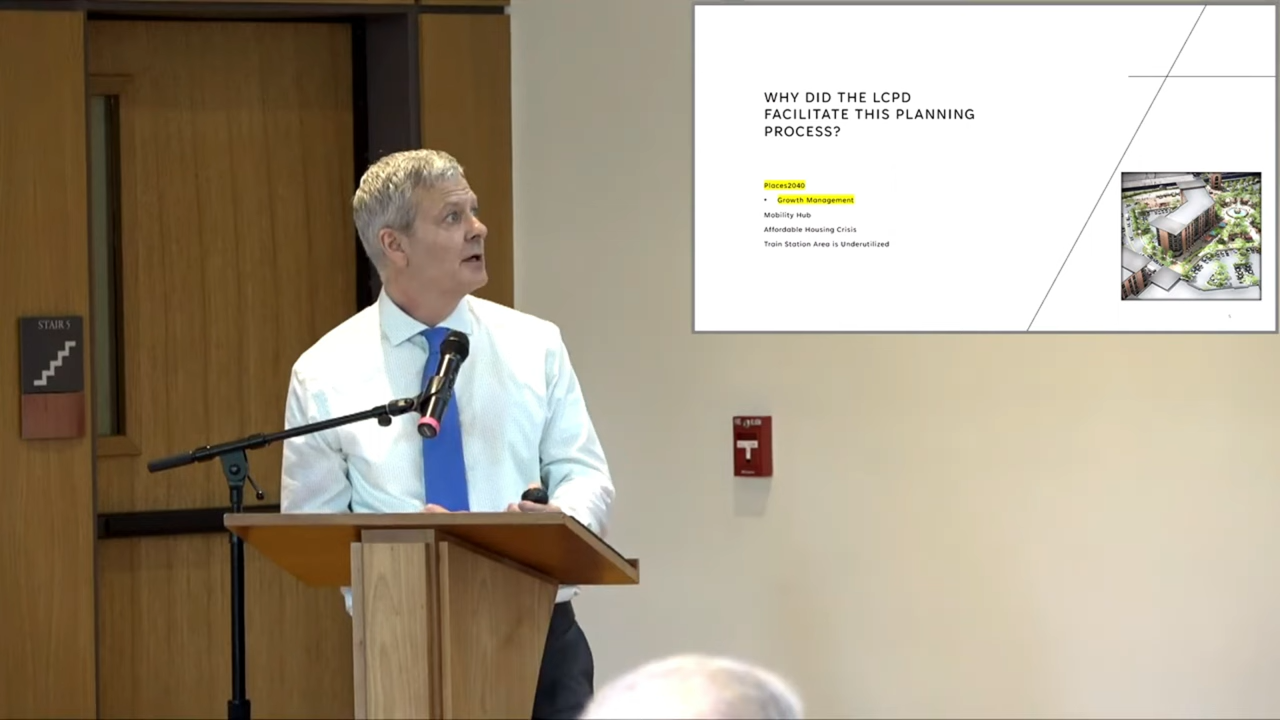 WHY DID THE LCPD
FACILITATE THIS PLANNING
PROCESS?
Places2040
• Growth Management
Mobility Hub
Affordable Housing Crisis
Train Station Area is Underutilized
STAIR 5